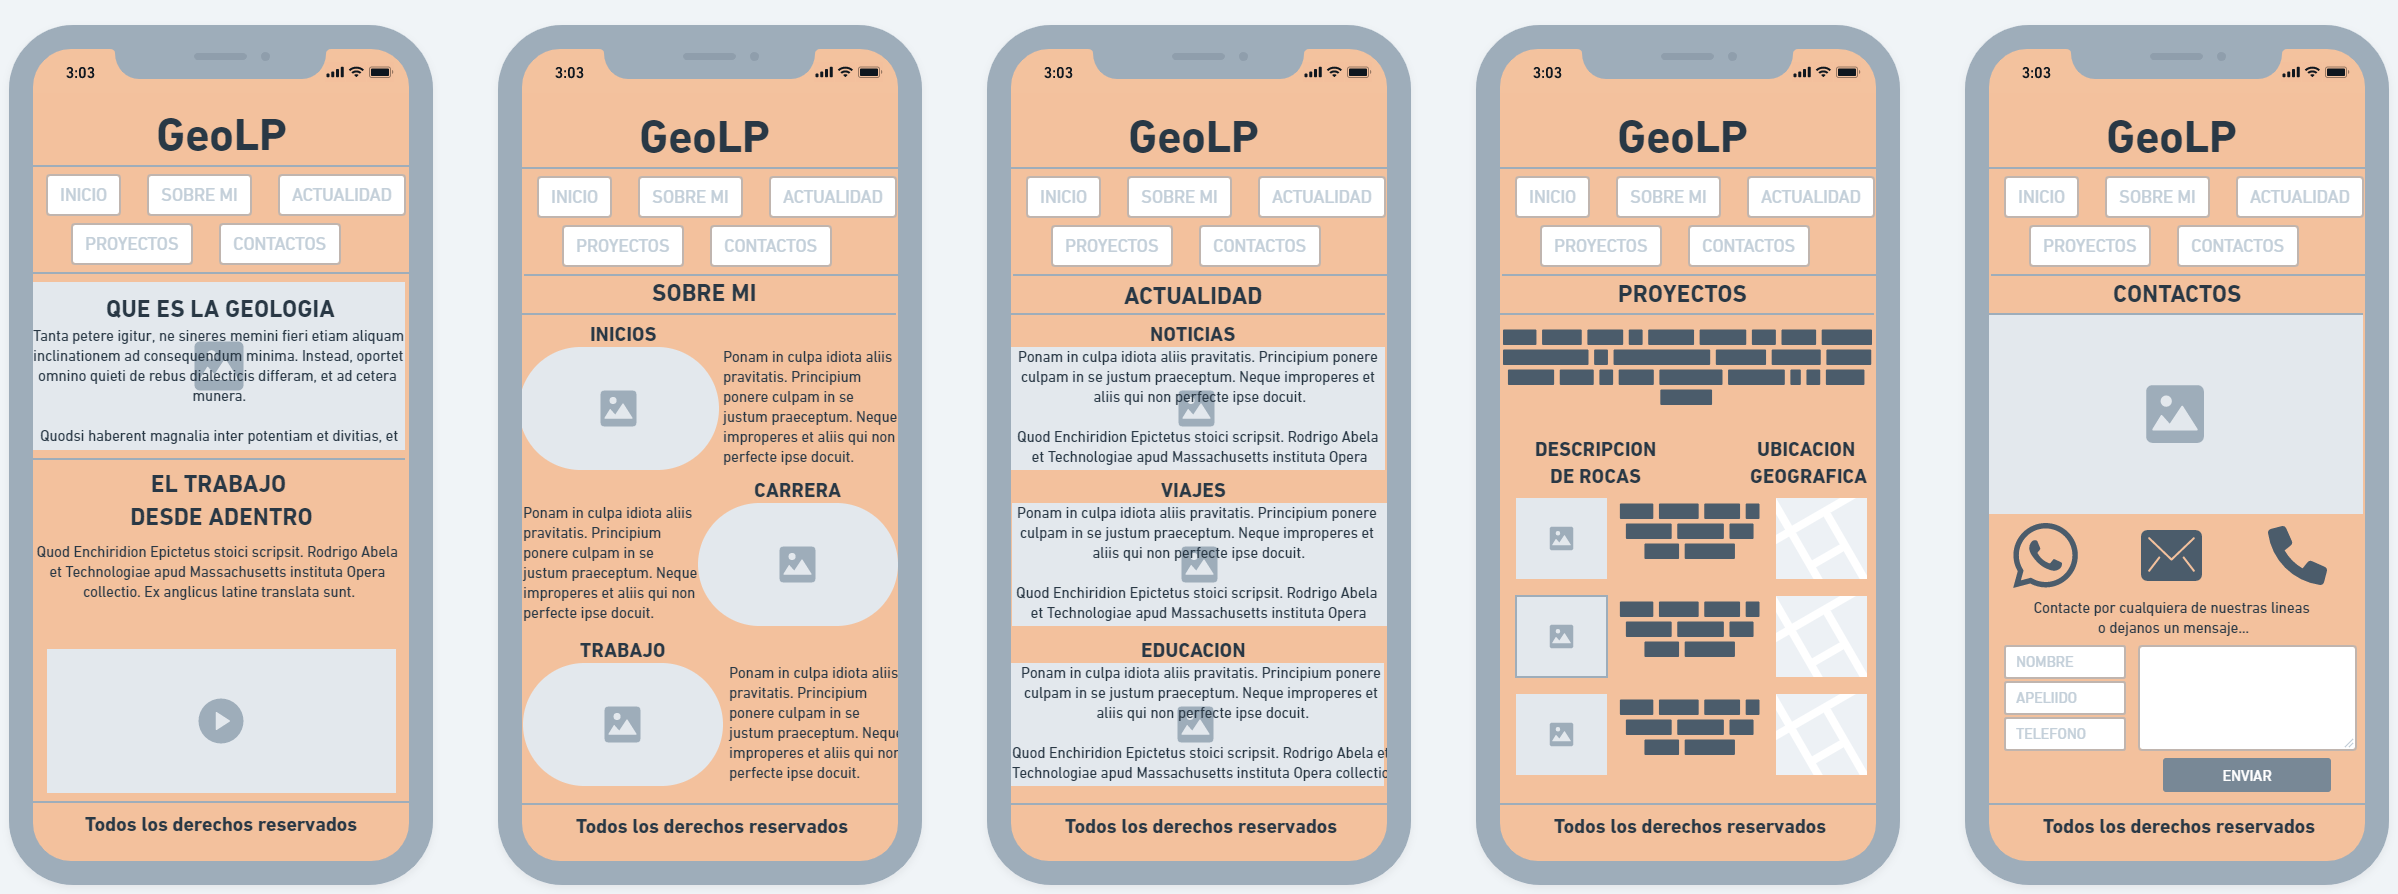 3:03
GeoLP
INICIO
SOBRE MI
ACTUALIDAD
PROYECTOS
CONTACTOS
QUE ES LA GEOLOGIA
Tanta petere igitur, ne sineres memini fieri etiam aliquam
inclinationem ad consequendum minima. Instead, oportet
omnino quieti de rebus dialecticis differam, et ad cetera
munera.
Quodsi haberent magnalia inter potentiam et divitias, et
EL TRABAJO
DESDE ADENTRO
Quod Enchiridion Epictetus stoici scripsit. Rodrigo Abela
et Technologiae apud Massachusetts instituta Opera
collectio. Ex anglicus latine translata sunt.
Todos los derechos reservados
3:03
GeoLP
INICIO
SOBRE MI
ACTUALIDAD
PROYECTOS
CONTACTOS
SOBRE MI
INICIOS
Ponam in culpa idiota aliis
pravitatis. Principium
ponere culpam in se
justum praeceptum. Neque
improperes et aliis qui non
perfecte ipse docuit.
CARRERA
Ponam in culpa idiota aliis
pravitatis. Principium
ponere culpam in se
justum praeceptum. Neque
improperes et aliis qui non
perfecte ipse docuit.
TRABAJO
Ponam in culpa idiota aliis
pravitatis. Principium
ponere culpam in se
justum praeceptum. Nequ
improperes et aliis qui nor
perfecte ipse docuit.
Todos los derechos reservados
3:03
GeoLP
INICIO
SOBRE MI
ACTUALIDAD
PROYECTOS
CONTACTOS
ACTUALIDAD
NOTICIAS
Ponam in culpa idiota aliis pravitatis. Principium ponere
culpam in se justum praeceptum. Neque improperes et
aliis qui non perfecte ipse docuit.
Quod Enchiridion Epictetus stoici scripsit. Rodrigo Abela
et Technologiae apud Massachusetts instituta Opera
VIAJES
Ponam in culpa idiota aliis pravitatis. Principium ponere
culpam in se justum praeceptum. Neque improperes et
aliis qui non perfecte ipse docuit.
Quod Enchiridion Epictetus stoici scripsit. Rodrigo Abela
et Technologiae apud Massachusetts instituta Opera
EDUCACION
Ponam in culpa idiota aliis pravitatis. Principium ponere
culpam in se justum praeceptum. Neque improperes et
aliis qui non perfecte ipse docuit.
Quod Enchiridion Epictetus stoici scripsit. Rodrigo Abela et
Technologiae apud Massachusetts instituta Opera collectio
Todos los derechos reservados
3:03
GeoLP
INICIO
SOBRE MI
ACTUALIDAD
PROYECTOS
CONTACTOS
PROYECTOS
DESCRIPCION
DE ROCAS
UBICACION
GEOGRAFICA
Todos los derechos reservados
3:03
GeoLP
INICIO
SOBRE MI
ACTUALIDAD
PROYECTOS
CONTACTOS
CONTACTOS
Contacte por cualquiera de nuestras lineas
o dejanos un mensaje...
NOMBRE
APELIIDO
TELEFONO
ENVIAR
Todos los derechos reservados